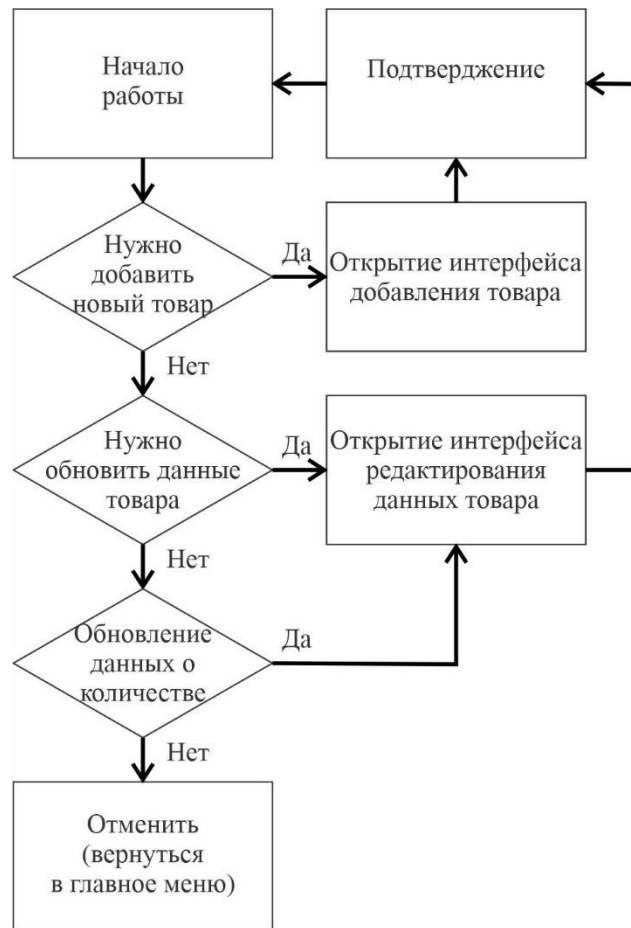 Начало
работы
Подтверджение
Нужно
добавить
новый товар
Да
Открытие интерфейса
добавления товара
Нет
Нужно
обновить данные
товара
Да
Открытие интерфейса
редактирования
данных товара
Нет
Обновление
данных о
количестве
Да
Нет
Отменить
(вернуться
в главное меню)